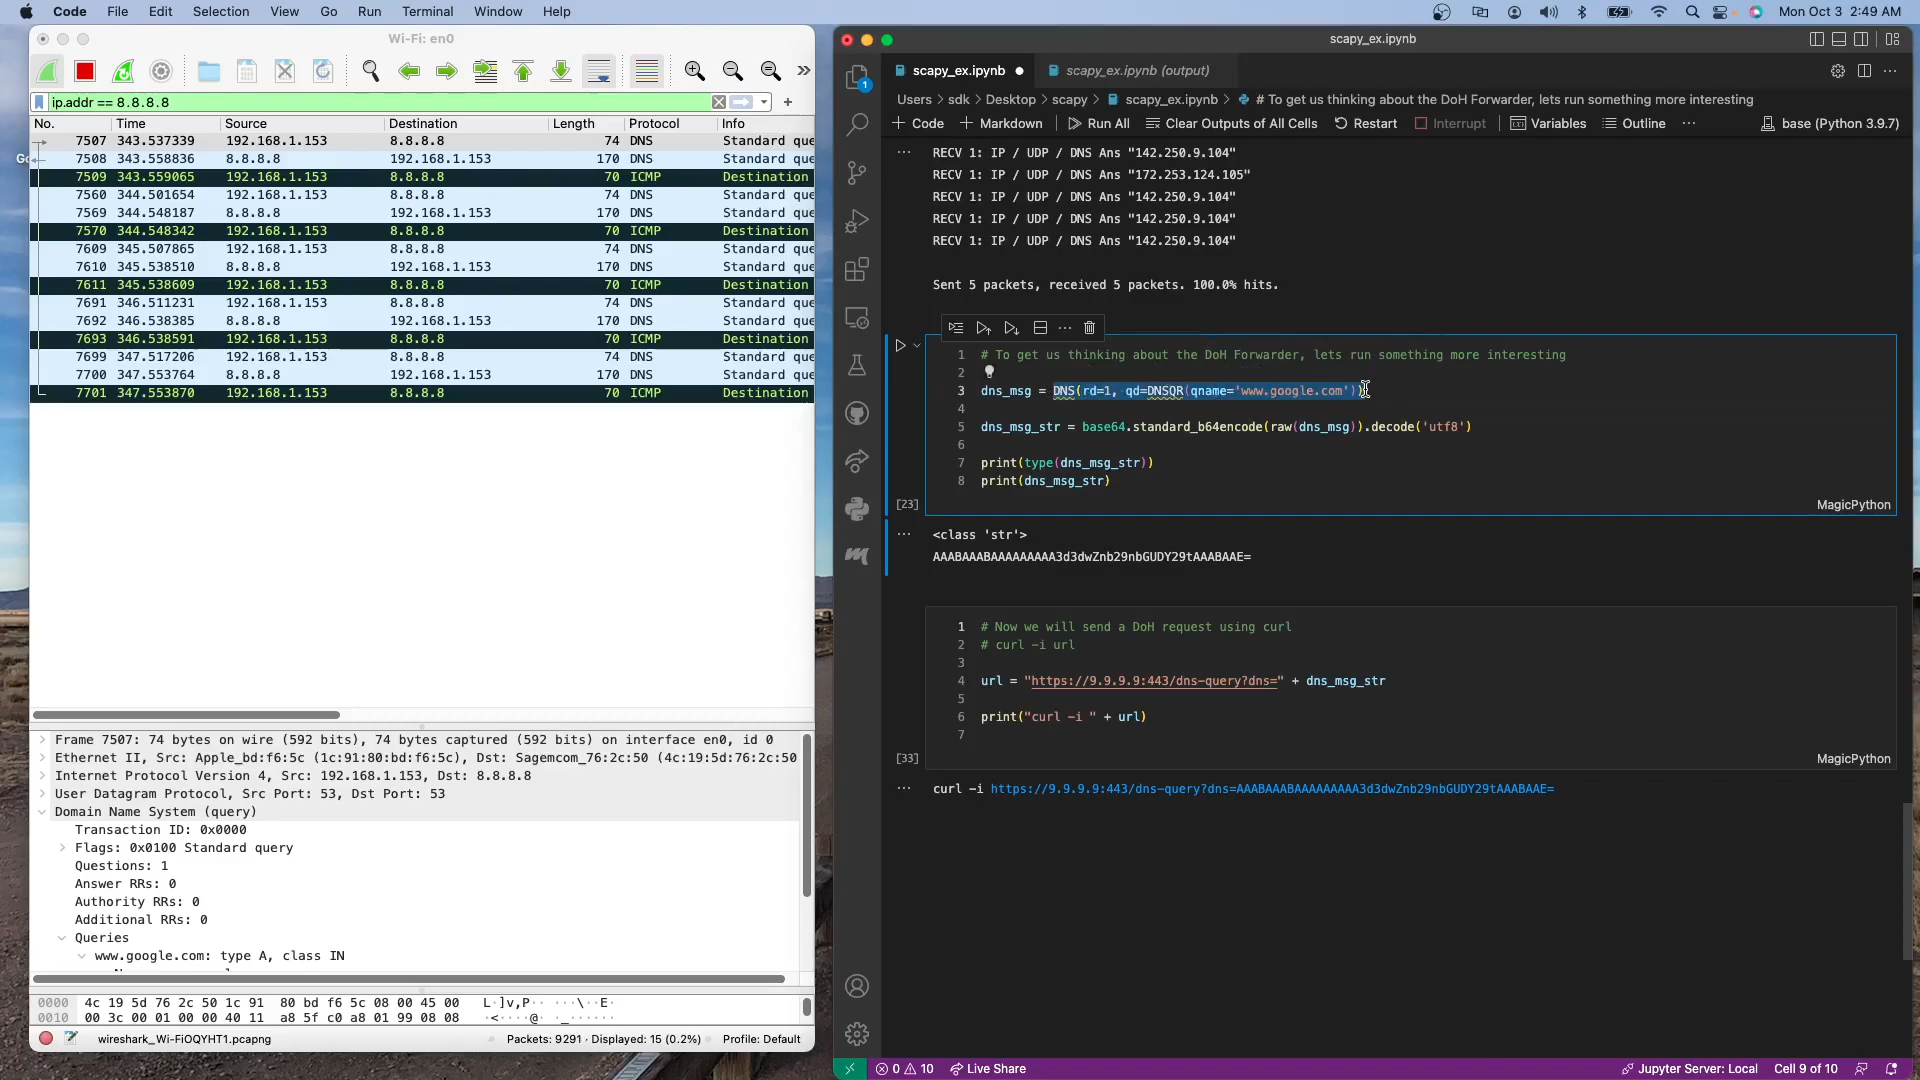 Code File Edit Selection View Go Run Terminal Window Help Mon Oct 3 2:49 AM
Wi-Fi: en0
ip.addr == 8.8.8.8
No. Time Source Destination Length Protocol Info
7507 343.537339 192.168.1.153 8.8.8.8 74 DNS Standard que
7508 343.558836 8.8.8.8 192.168.1.153 170 DNS Standard que
7509 343.559065 192.168.1.153 8.8.8.8 70 ICMP Destination
7560 344.501654 192.168.1.153 8.8.8.8 74 DNS Standard que
7569 344.548187 8.8.8.8 192.168.1.153 170 DNS Standard que
7570 344.548342 192.168.1.153 8.8.8.8 70 ICMP Destination
7609 345.507865 192.168.1.153 8.8.8.8 74 DNS Standard que
7610 345.538510 8.8.8.8 192.168.1.153 170 DNS Standard que
7611 345.538609 192.168.1.153 8.8.8.8 70 ICMP Destination
7691 346.511231 192.168.1.153 8.8.8.8 74 DNS Standard que
7692 346.538385 8.8.8.8 192.168.1.153 170 DNS Standard que
7693 346.538591 192.168.1.153 8.8.8.8 70 ICMP Destination
7699 347.517206 192.168.1.153 8.8.8.8 74 DNS Standard que
7700 347.553764 8.8.8.8 192.168.1.153 170 DNS Standard que
7701 347.553870 192.168.1.153 8.8.8.8 70 ICMP Destination
Frame 7507: 74 bytes on wire (592 bits), 74 bytes captured (592 bits) on interface en0, id 0
Ethernet II, Src: Apple_bd:f6:5c (1c:91:80:bd:f6:5c), Dst: Sagemcom_76:2c:50 (4c:19:5d:76:2c:50
Internet Protocol Version 4, Src: 192.168.1.153, Dst: 8.8.8.8
User Datagram Protocol, Src Port: 53, Dst Port: 53
Domain Name System (query)
Transaction ID: 0x0000
Flags: 0x0100 Standard query
Questions: 1
Answer RRs: 0
Authority RRs: 0
Additional RRs: 0
Queries
www.google.com: type A, class IN
0000 4c 19 5d 76 2c 50 1c 91 80 bd f6 5c 08 00 45 00 L·]v,P·· ···\··E·
0010 00 3c 00 01 00 00 40 11 a8 5f c0 a8 01 99 08 08 ·<····@· ·_······
wireshark_Wi-FiOQYHT1.pcapng Packets: 9291 · Displayed: 15 (0.2%) Profile: Default
scapy_ex.ipynb
scapy_ex.ipynb scapy_ex.ipynb (output)
Users > sdk > Desktop > scapy > scapy_ex.ipynb > # To get us thinking about the DoH Forwarder, lets run something more interesting
+ Code + Markdown Run All Clear Outputs of All Cells Restart Interrupt Variables Outline ··· base (Python 3.9.7)
1
RECV 1: IP / UDP / DNS Ans "142.250.9.104"
RECV 1: IP / UDP / DNS Ans "172.253.124.105"
RECV 1: IP / UDP / DNS Ans "142.250.9.104"
RECV 1: IP / UDP / DNS Ans "142.250.9.104"
RECV 1: IP / UDP / DNS Ans "142.250.9.104"
Sent 5 packets, received 5 packets. 100.0% hits.
1 # To get us thinking about the DoH Forwarder, lets run something more interesting
2
3 dns_msg = DNS(rd=1, qd=DNSQR(qname='www.google.com'))
4
5 dns_msg_str = base64.standard_b64encode(raw(dns_msg)).decode('utf8')
6
7 print(type(dns_msg_str))
8 print(dns_msg_str)
[23] MagicPython
<class 'str'>
AAABAAABAAAAAAAAA3d3dwZnb29nbGUDY29tAAABAAE=
1 # Now we will send a DoH request using curl
2 # curl -i url
3
4 url = "https://9.9.9.9:443/dns-query?dns=" + dns_msg_str
5
6 print("curl -i " + url)
7
[33] MagicPython
curl -i https://9.9.9.9:443/dns-query?dns=AAABAAABAAAAAAAAA3d3dwZnb29nbGUDY29tAAABAAE=
0 10 Live Share Jupyter Server: Local Cell 9 of 10